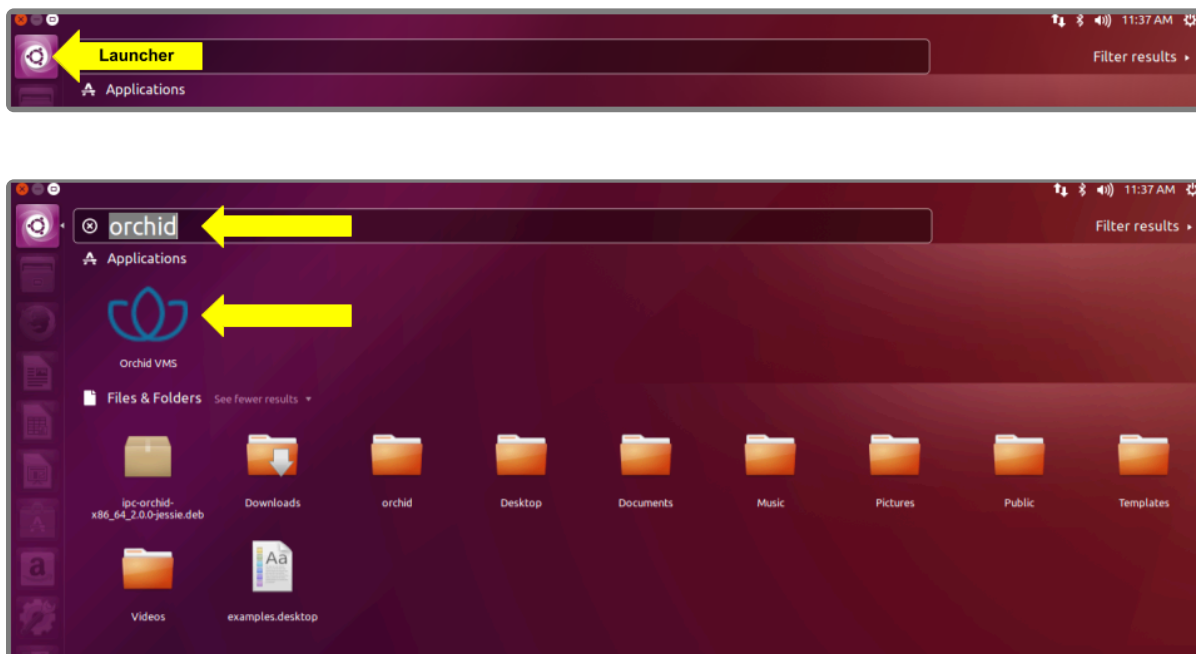 11:37 AM
Launcher
Filter results
Applications
11:37 AM
orchid
Filter results
Applications
Orchid VMS
Files & Folders See fewer results
ipc-orchid-
x86_64_2.0.0-jessie.deb
Downloads
orchid
Desktop
Documents
Music
Pictures
Public
Templates
Aa
Videos
examples.desktop